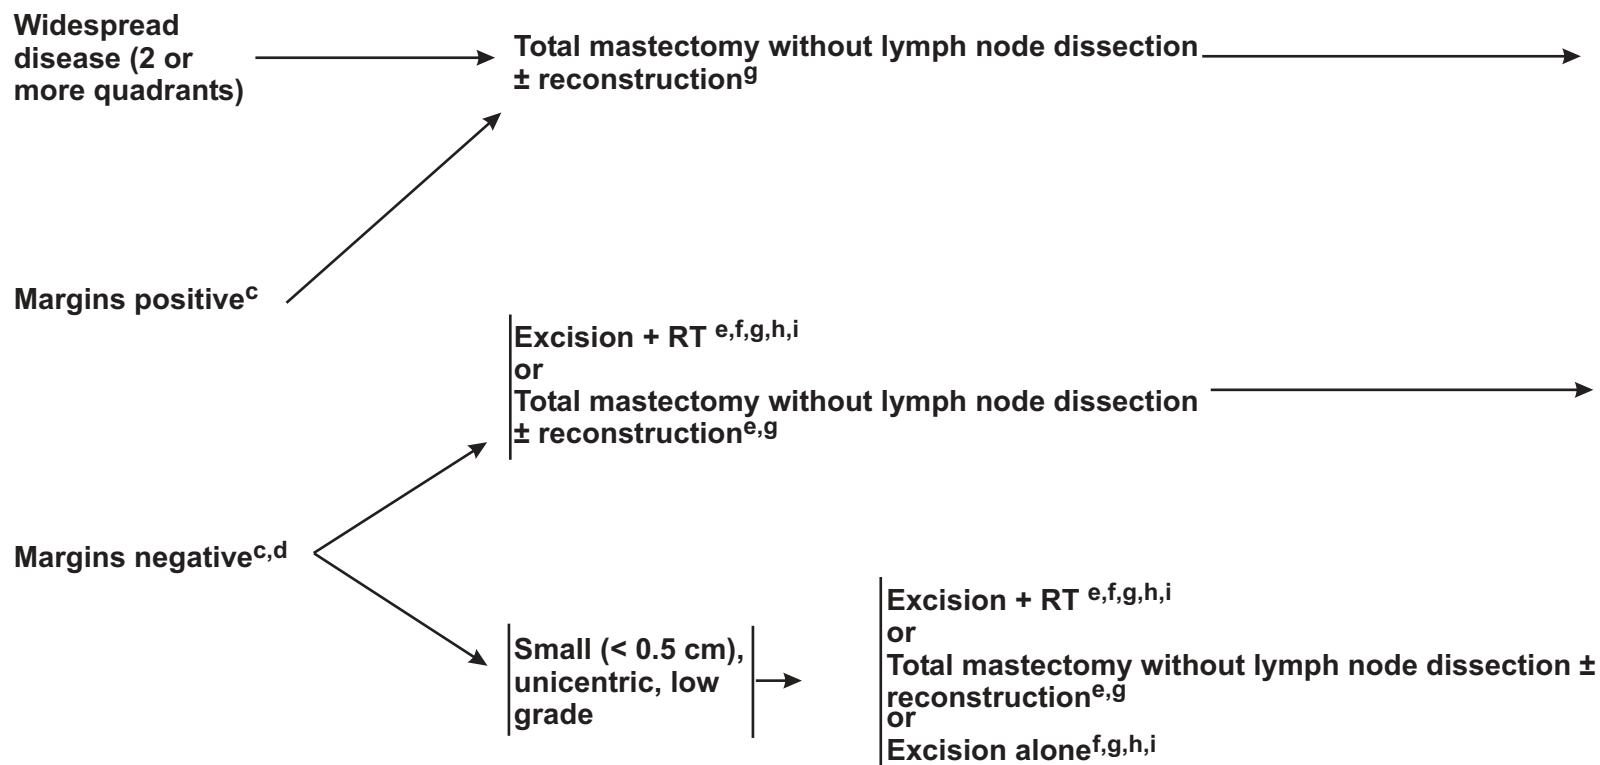 Widespread
disease (2 or
more quadrants)
Total mastectomy without lymph node dissection
± reconstructiong
Margins positivec
Excision + RT e,f,g,h,i
or
Total mastectomy without lymph node dissection
± reconstructione,g
Margins negativec,d
Small (< 0.5 cm),
unicentric, low
grade
Excision + RT e,f,g,h,i
or
Total mastectomy without lymph node dissection ±
reconstructione,g
or
Excision alonef,g,h,i